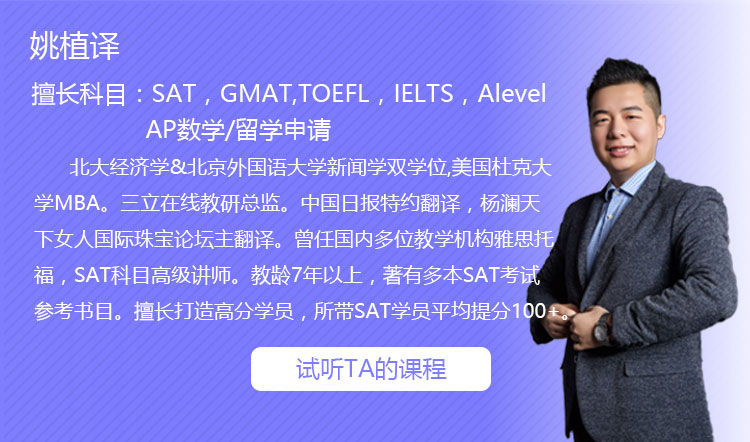 姚植译
擅长科目：SAT，GMAT,TOEFL，IELTS，Alevel
AP数学/留学申请
北大经济学&北京外国语大学新闻学双学位,美国杜克大
学MBA。三立在线教研总监。中国日报特约翻译，杨澜天
下女人国际珠宝论坛主翻译。曾任国内多位教学机构雅思托
福，SAT科目高级讲师。教龄7年以上，著有多本SAT考试
参考书目。擅长打造高分学员，所带SAT学员平均提分100+。
试听TA的课程